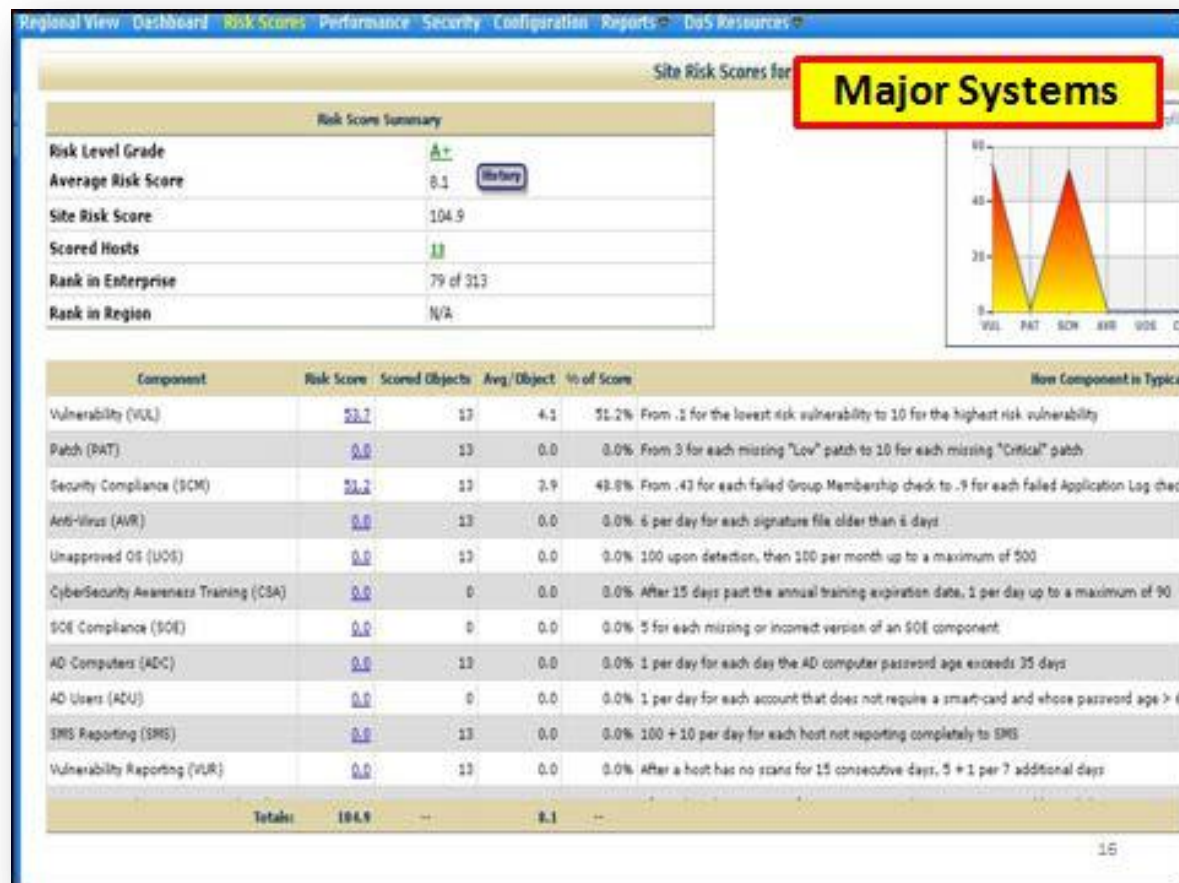 Regional View Dashboard Risk Scores Performance Security Configuration Reports DoS Resources
Site Risk Scores for
Major Systems
Risk Score Summary
Risk Level Grade A+
Average Risk Score 8.1 History
Site Risk Score 104.9
Scored Hosts 13
Rank in Enterprise 79 of 313
Rank in Region N/A
60
40
20
0
VUL PAT SCM AVR UOS C
Component Risk Score Scored Objects Avg/Object % of Score How Component is Typica
Vulnerability (VUL) 53.7 13 4.1 51.2% From .1 for the lowest risk vulnerability to 10 for the highest risk vulnerability
Patch (PAT) 0.0 13 0.0 0.0% From 3 for each missing "Low" patch to 10 for each missing "Critical" patch
Security Compliance (SCM) 51.2 13 3.9 48.8% From .43 for each failed Group Membership check to .9 for each failed Application Log chec
Anti-Virus (AVR) 0.0 13 0.0 0.0% 6 per day for each signature file older than 6 days
Unapproved OS (UOS) 0.0 13 0.0 0.0% 100 upon detection, then 100 per month up to a maximum of 500
CyberSecurity Awareness Training (CSA) 0.0 0 0.0 0.0% After 15 days past the annual training expiration date, 1 per day up to a maximum of 90
SOE Compliance (SOE) 0.0 0 0.0 0.0% 5 for each missing or incorrect version of an SOE component
AD Computers (ADC) 0.0 13 0.0 0.0% 1 per day for each day the AD computer password age exceeds 35 days
AD Users (ADU) 0.0 0 0.0 0.0% 1 per day for each account that does not require a smart-card and whose password age > 6
SMS Reporting (SMS) 0.0 13 0.0 0.0% 100 + 10 per day for each host not reporting completely to SMS
Vulnerability Reporting (VUR) 0.0 13 0.0 0.0% After a host has no scans for 15 consecutive days, 5 + 1 per 7 additional days
Totals: 104.9 -- 8.1 --
16